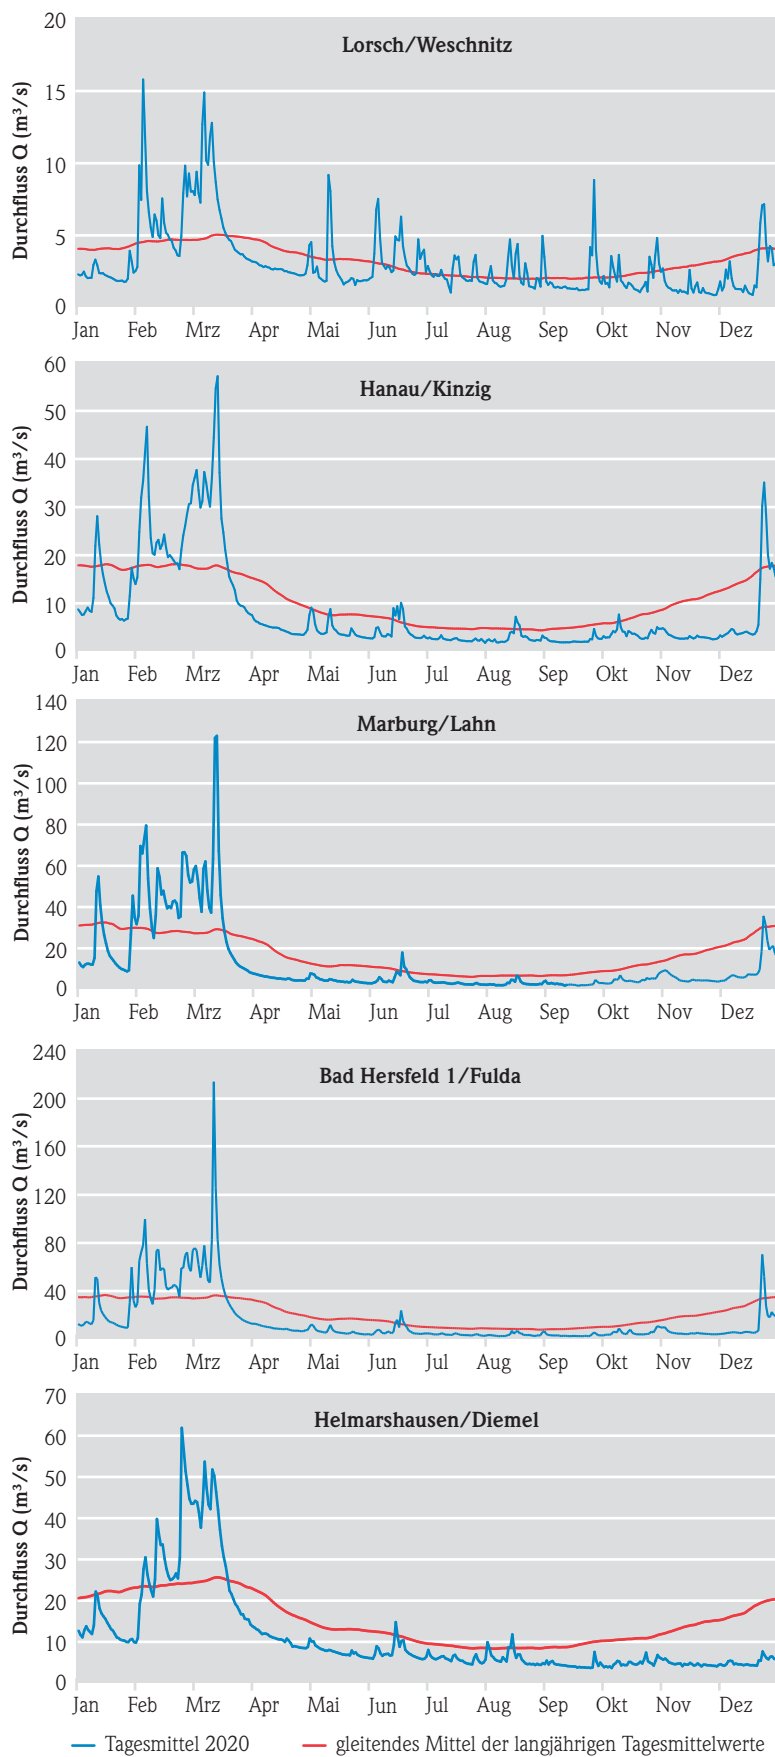 Lorsch/Weschnitz
Durchfluss Q (m³/s)
20
15
10
5
0
Jan Feb Mrz Apr Mai Jun Jul Aug Sep Okt Nov Dez
Hanau/Kinzig
Durchfluss Q (m³/s)
60
50
40
30
20
10
0
Jan Feb Mrz Apr Mai Jun Jul Aug Sep Okt Nov Dez
Marburg/Lahn
Durchfluss Q (m³/s)
140
120
100
80
60
40
20
0
Jan Feb Mrz Apr Mai Jun Jul Aug Sep Okt Nov Dez
Bad Hersfeld 1/Fulda
Durchfluss Q (m³/s)
240
200
160
120
80
40
0
Jan Feb Mrz Apr Mai Jun Jul Aug Sep Okt Nov Dez
Helmarshausen/Diemel
Durchfluss Q (m³/s)
70
60
50
40
30
20
10
0
Jan Feb Mrz Apr Mai Jun Jul Aug Sep Okt Nov Dez
Tagesmittel 2020 gleitendes Mittel der langjährigen Tagesmittelwerte